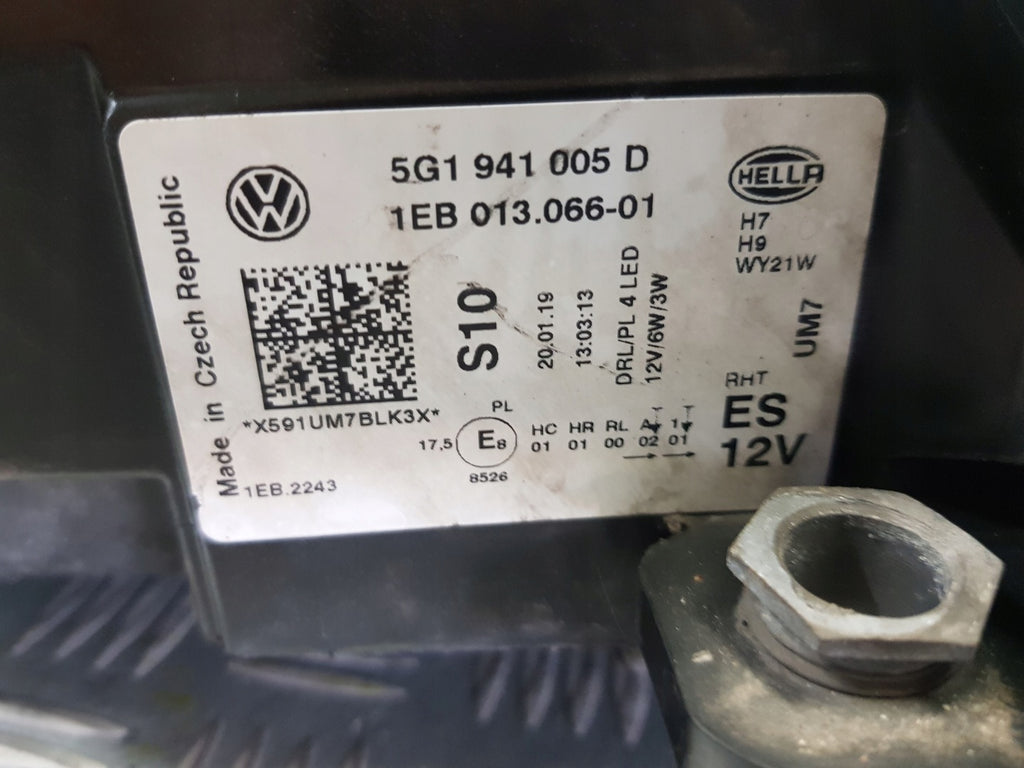 Made in Czech Republic
5G1 941 005 D
1EB 013.066-01
HELLA
H7
H9
WY21W
S10
20.01.19
13:03:13
DRL/PL 4 LED
12V/6W/3W
UM7
*X591UM7BLK3X*
1EB.2243
PL
17,5 E8
8526
HC HR RL A 1
01 01 00 02 01
RHT
ES
12V